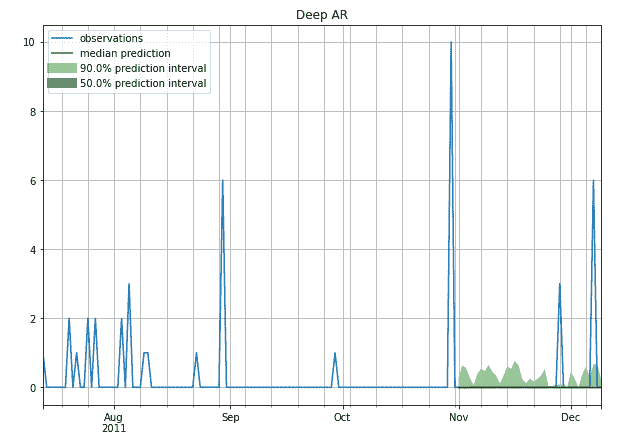 Deep AR
observations
median prediction
90.0% prediction interval
50.0% prediction interval
10
8
6
4
2
0
Aug
2011
Sep
Oct
Nov
Dec